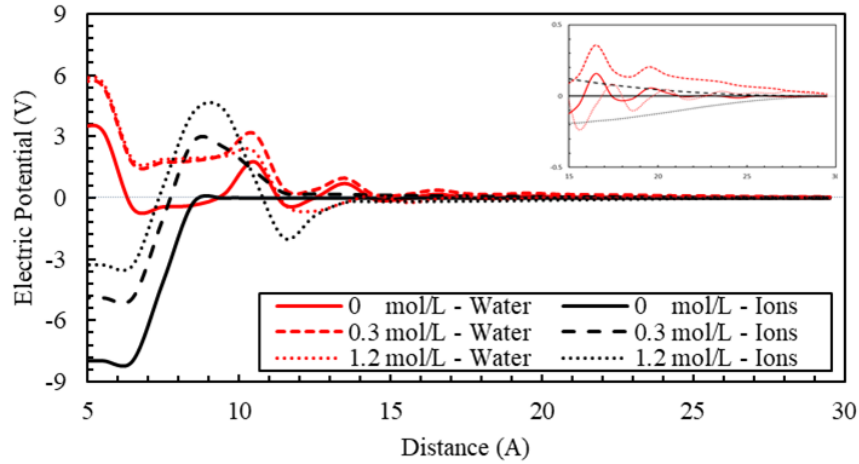 Electric Potential (V)
9
6
3
0
-3
-6
-9
0.5
0
-0.5
15
20
25
30
0 mol/L - Water
0 mol/L - Ions
0.3 mol/L - Water
0.3 mol/L - Ions
1.2 mol/L - Water
1.2 mol/L - Ions
5
10
15
20
25
30
Distance (A)